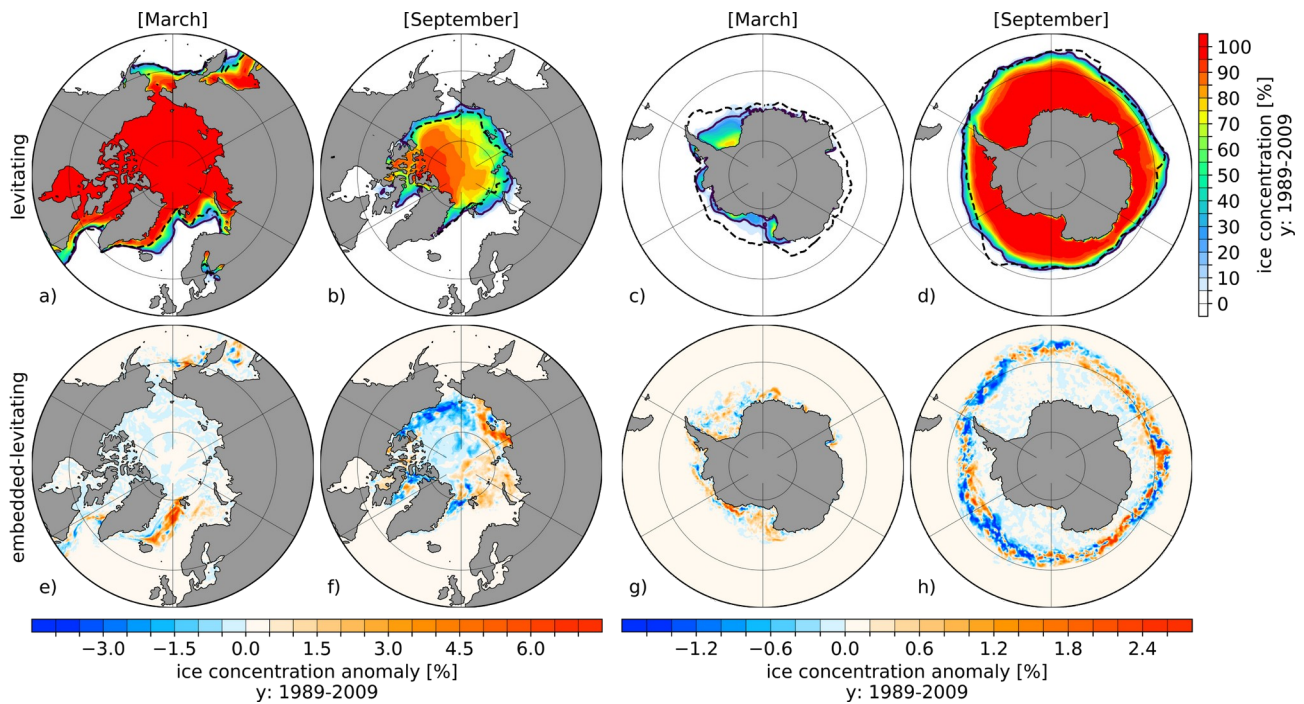 [March]
[September]
[March]
[September]
levitating
a)
b)
c)
d)
100
90
80
70
60
50
40
30
20
10
0
ice concentration [%]
y: 1989-2009
embedded-levitating
e)
f)
g)
h)
−3.0 −1.5 0.0 1.5 3.0 4.5 6.0
ice concentration anomaly [%]
y: 1989-2009
−1.2 −0.6 0.0 0.6 1.2 1.8 2.4
ice concentration anomaly [%]
y: 1989-2009